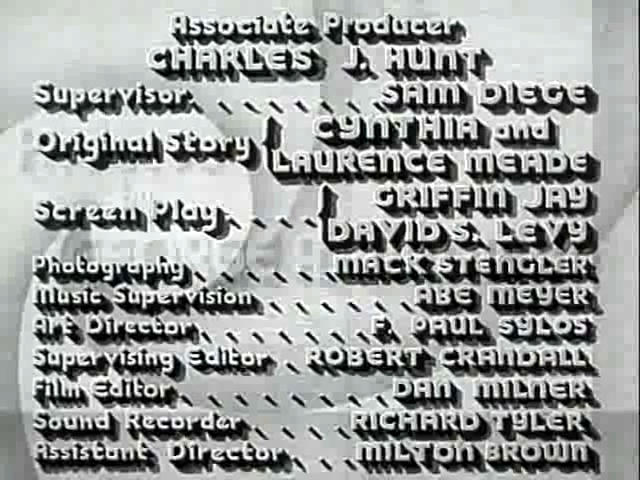 Associate Producer
CHARLES J. HUNT
Supervisor. SAM DIEGE
Original Story { CYNTHIA and
LAURENCE MEADE
Screen Play. { GRIFFIN JAY
DAVID S. LEVY
GEORGE
Photography MACK STENGLER
Music Supervision ABE MEYER
Art Director F. PAUL SYLOS
Supervising Editor ROBERT CRANDALL
Film Editor DAN MILNER
Sound Recorder RICHARD TYLER
Assistant Director MILTON BROWN